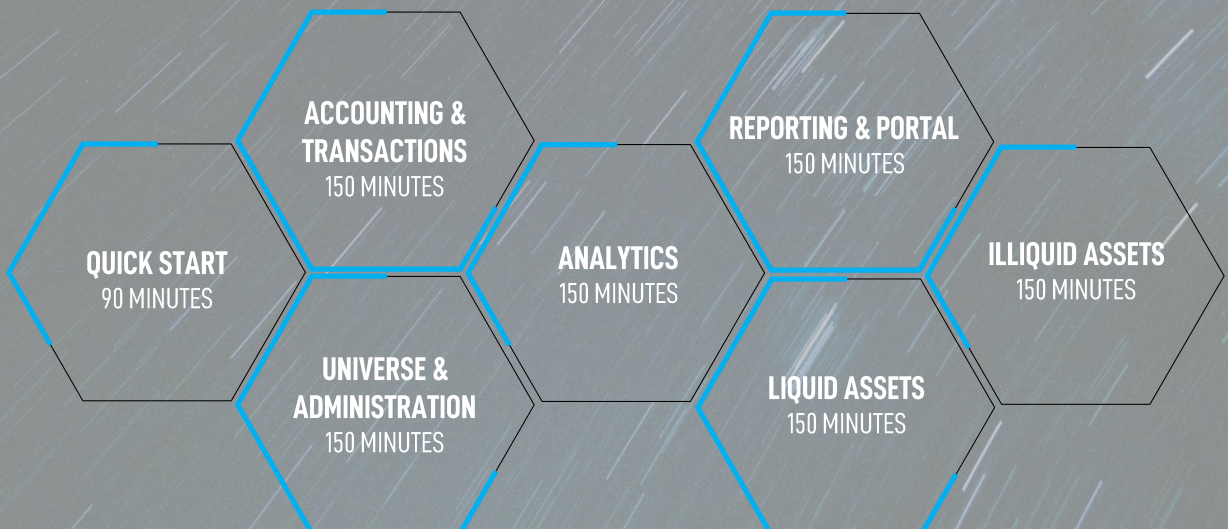 QUICK START
90 MINUTES
ACCOUNTING &
TRANSACTIONS
150 MINUTES
UNIVERSE &
ADMINISTRATION
150 MINUTES
ANALYTICS
150 MINUTES
REPORTING & PORTAL
150 MINUTES
LIQUID ASSETS
150 MINUTES
ILLIQUID ASSETS
150 MINUTES